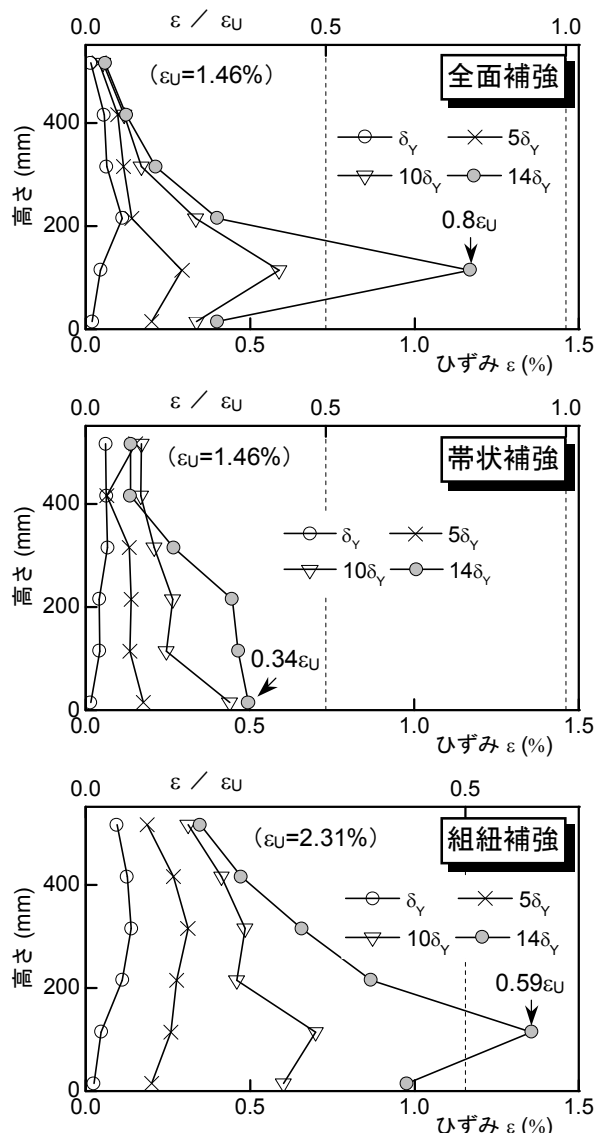 0.0 0.5 1.0
ε ／ εU
（εU=1.46%）
全面補強
δY 5δY
10δY 14δY
0.8εU
高さ (mm)
400
200
0
0.0 0.5 1.0 1.5
ひずみ ε (%)
ε ／ εU
0.0 0.5 1.0
（εU=1.46%）
帯状補強
δY 5δY
10δY 14δY
0.34εU
高さ (mm)
400
200
0
0.0 0.5 1.0 1.5
ひずみ ε (%)
ε ／ εU
0.0 0.5
（εU=2.31%）
組紐補強
δY 5δY
10δY 14δY
0.59εU
高さ (mm)
400
200
0
0.0 0.5 1.0 1.5
ひずみ ε (%)